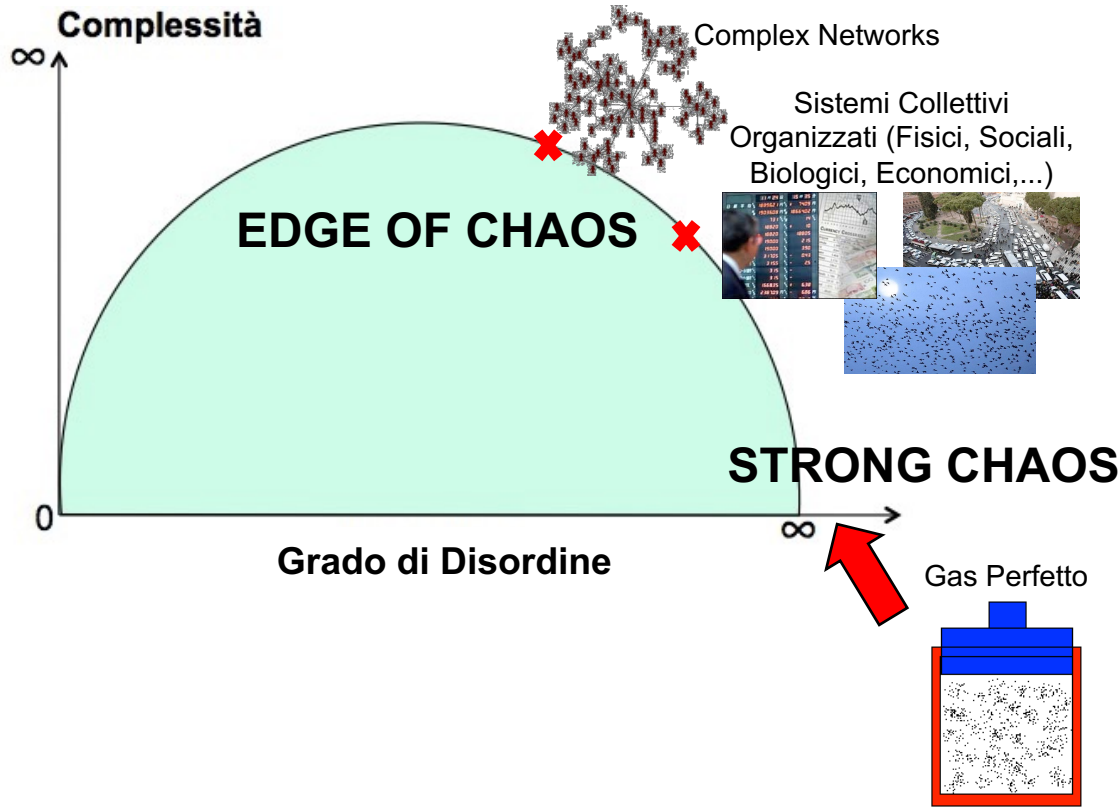 Complessità
∞
Complex Networks
Sistemi Collettivi
Organizzati (Fisici, Sociali,
Biologici, Economici,...)
EDGE OF CHAOS
STRONG CHAOS
0
∞
Grado di Disordine
Gas Perfetto